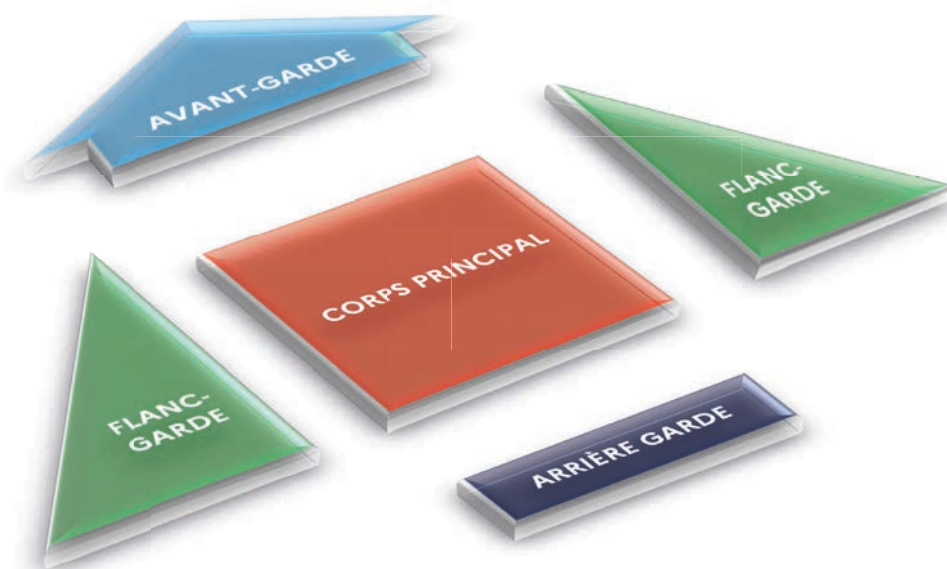 AVANT-GARDE
FLANC-
GARDE
CORPS PRINCIPAL
FLANC-
GARDE
ARRIÈRE GARDE